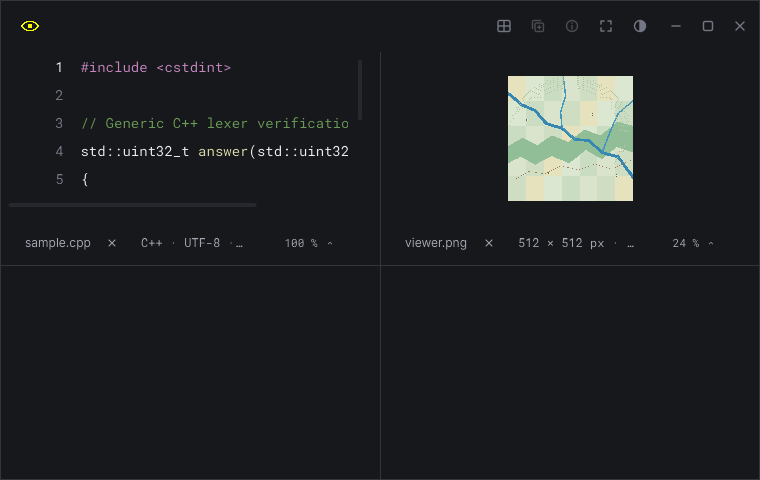 1 #include <cstdint>
2
3 // Generic C++ lexer verificatio
4 std::uint32_t answer(std::uint32
5 {
sample.cpp × C++ · UTF-8 ·… 100 %
viewer.png × 512 × 512 px · … 24 %